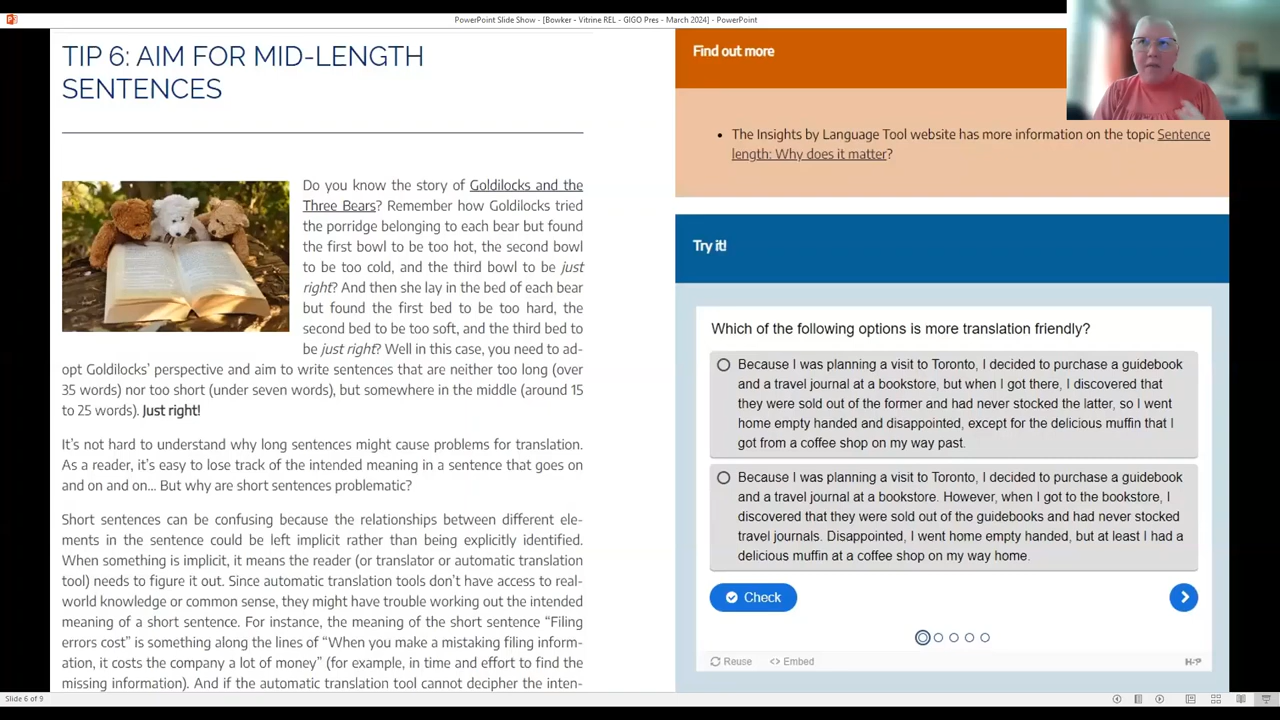 PowerPoint Slide Show - [Bowker - Vitrine REL - GIGO Pres - March 2024] - PowerPoint
TIP 6: AIM FOR MID-LENGTH
SENTENCES
Do you know the story of Goldilocks and the
Three Bears? Remember how Goldilocks tried
the porridge belonging to each bear but found
the first bowl to be too hot, the second bowl
to be too cold, and the third bowl to be just
right? And then she lay in the bed of each bear
but found the first bed to be too hard, the
second bed to be too soft, and the third bed to
be just right? Well in this case, you need to ad-
opt Goldilocks’ perspective and aim to write sentences that are neither too long (over
35 words) nor too short (under seven words), but somewhere in the middle (around 15
to 25 words). Just right!
It’s not hard to understand why long sentences might cause problems for translation.
As a reader, it’s easy to lose track of the intended meaning in a sentence that goes on
and on and on… But why are short sentences problematic?
Short sentences can be confusing because the relationships between different ele-
ments in the sentence could be left implicit rather than being explicitly identified.
When something is implicit, it means the reader (or translator or automatic translation
tool) needs to figure it out. Since automatic translation tools don’t have access to real-
world knowledge or common sense, they might have trouble working out the intended
meaning of a short sentence. For instance, the meaning of the short sentence “Filing
errors cost” is something along the lines of “When you make a mistaking filing inform-
ation, it costs the company a lot of money” (for example, in time and effort to find the
missing information). And if the automatic translation tool cannot decipher the inten-
Find out more
• The Insights by Language Tool website has more information on the topic Sentence
length: Why does it matter?
Try it!
Which of the following options is more translation friendly?
Because I was planning a visit to Toronto, I decided to purchase a guidebook
and a travel journal at a bookstore, but when I got there, I discovered that
they were sold out of the former and had never stocked the latter, so I went
home empty handed and disappointed, except for the delicious muffin that I
got from a coffee shop on my way past.
Because I was planning a visit to Toronto, I decided to purchase a guidebook
and a travel journal at a bookstore. However, when I got to the bookstore, I
discovered that they were sold out of the guidebooks and had never stocked
travel journals. Disappointed, I went home empty handed, but at least I had a
delicious muffin at a coffee shop on my way home.
Check
Reuse <> Embed H-P
Slide 6 of 9